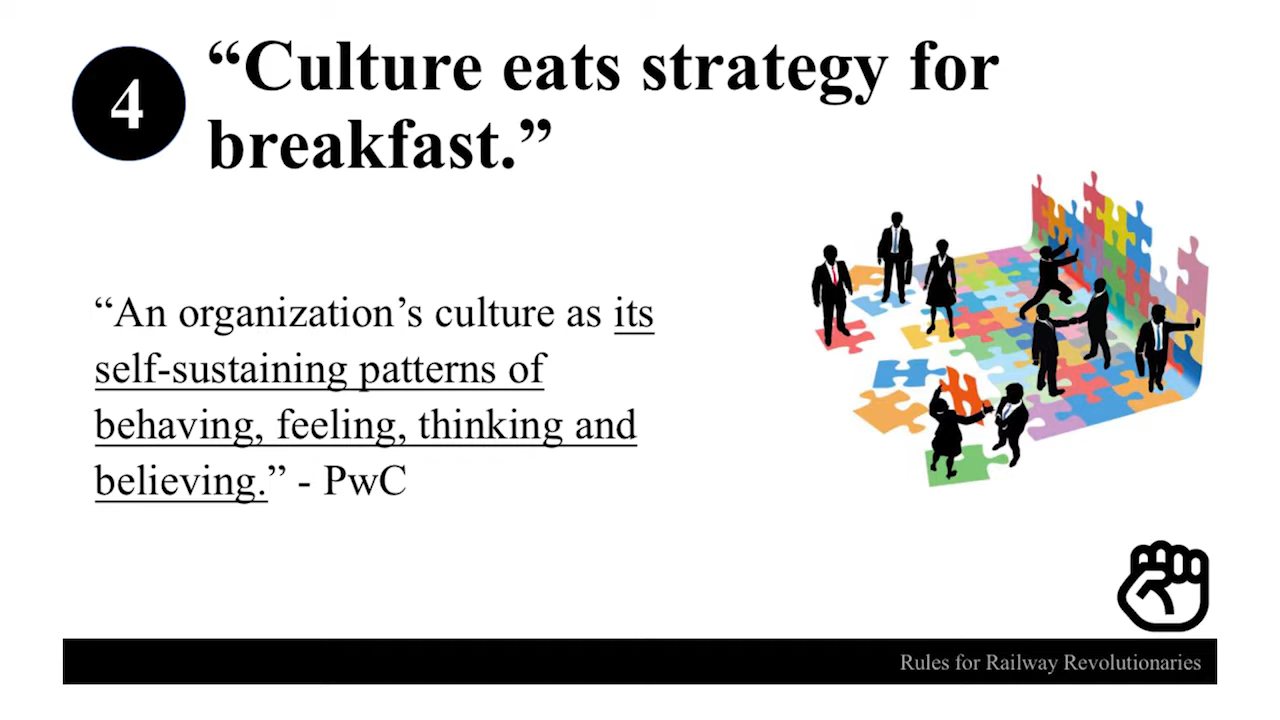 4
“Culture eats strategy for
breakfast.”
“An organization’s culture as its
self-sustaining patterns of
behaving, feeling, thinking and
believing.” - PwC
Rules for Railway Revolutionaries